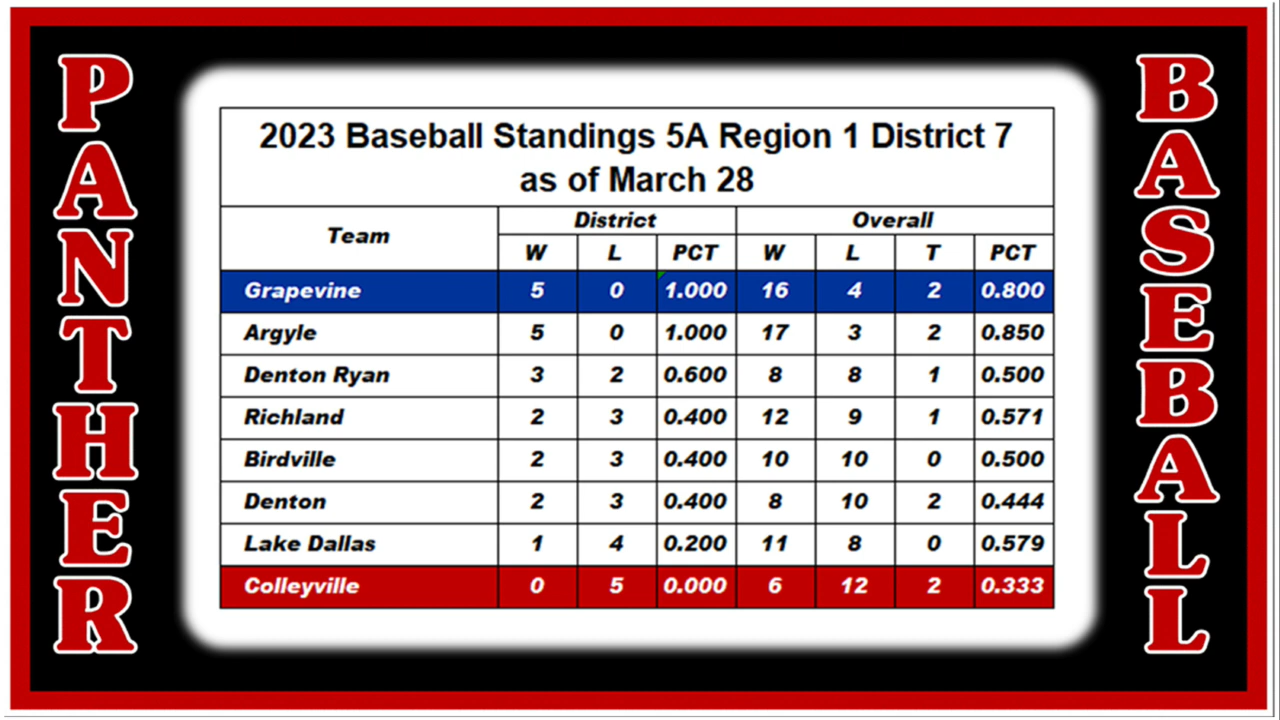 PANTHER
2023 Baseball Standings 5A Region 1 District 7
as of March 28
Team District Overall
W L PCT W L T PCT
Grapevine 5 0 1.000 16 4 2 0.800
Argyle 5 0 1.000 17 3 2 0.850
Denton Ryan 3 2 0.600 8 8 1 0.500
Richland 2 3 0.400 12 9 1 0.571
Birdville 2 3 0.400 10 10 0 0.500
Denton 2 3 0.400 8 10 2 0.444
Lake Dallas 1 4 0.200 11 8 0 0.579
Colleyville 0 5 0.000 6 12 2 0.333
BASEBALL